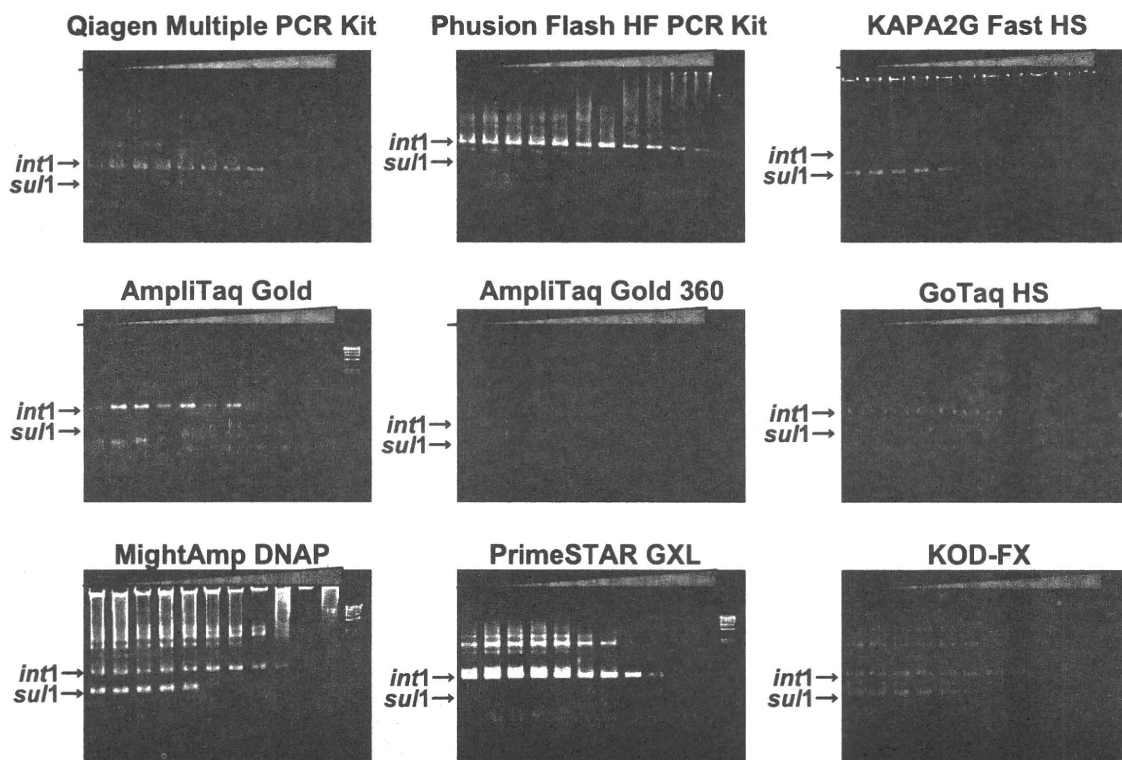 Qiagen Multiple PCR Kit
Phusion Flash HF PCR Kit
KAPA2G Fast HS
int1→
sul1→
int1→
sul1→
int1→
sul1→
AmpliTaq Gold
AmpliTaq Gold 360
GoTaq HS
int1→
sul1→
int1→
sul1→
int1→
sul1→
MightAmp DNAP
PrimeSTAR GXL
KOD-FX
int1→
sul1→
int1→
sul1→
int1→
sul1→